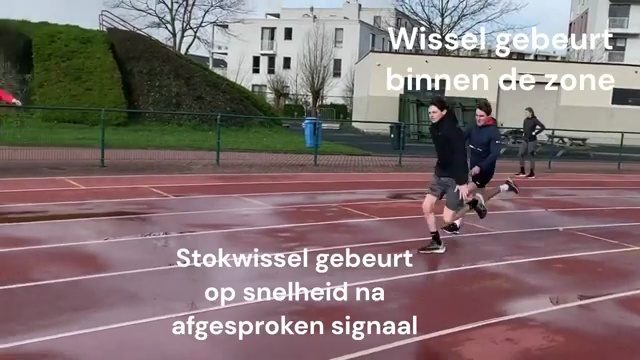 Wissel gebeurt
binnen de zone
Stokwissel gebeurt
op snelheid na
afgesproken signaal